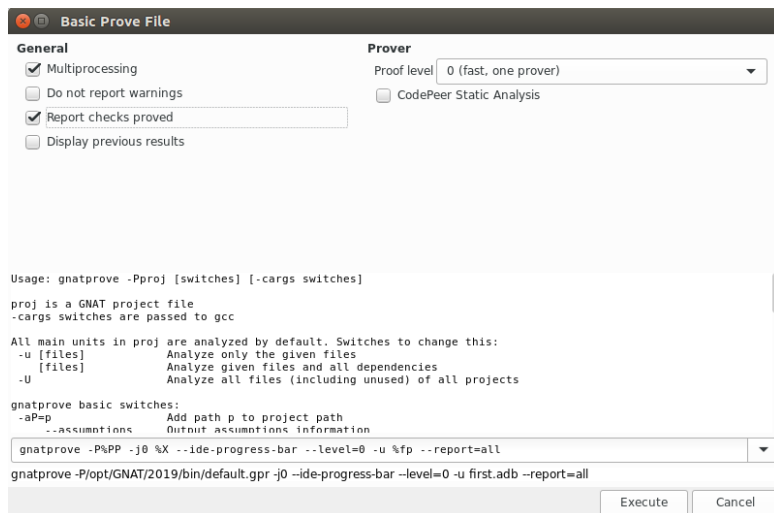 Basic Prove File
General
Prover
Multiprocessing
Proof level 0 (fast, one prover)
Do not report warnings
CodePeer Static Analysis
Report checks proved
Display previous results
Usage: gnatprove -Pproj [switches] [-cargs switches]
proj is a GNAT project file
-cargs switches are passed to gcc
All main units in proj are analyzed by default. Switches to change this:
-u [files] Analyze only the given files
[files] Analyze given files and all dependencies
-U Analyze all files (including unused) of all projects
gnatprove basic switches:
-aP=p Add path p to project path
--assumptions Output assumptions information
gnatprove -P%PP -j0 %X --ide-progress-bar --level=0 -u %fp --report=all
gnatprove -P/opt/GNAT/2019/bin/default.gpr -j0 --ide-progress-bar --level=0 -u first.adb --report=all
Execute
Cancel